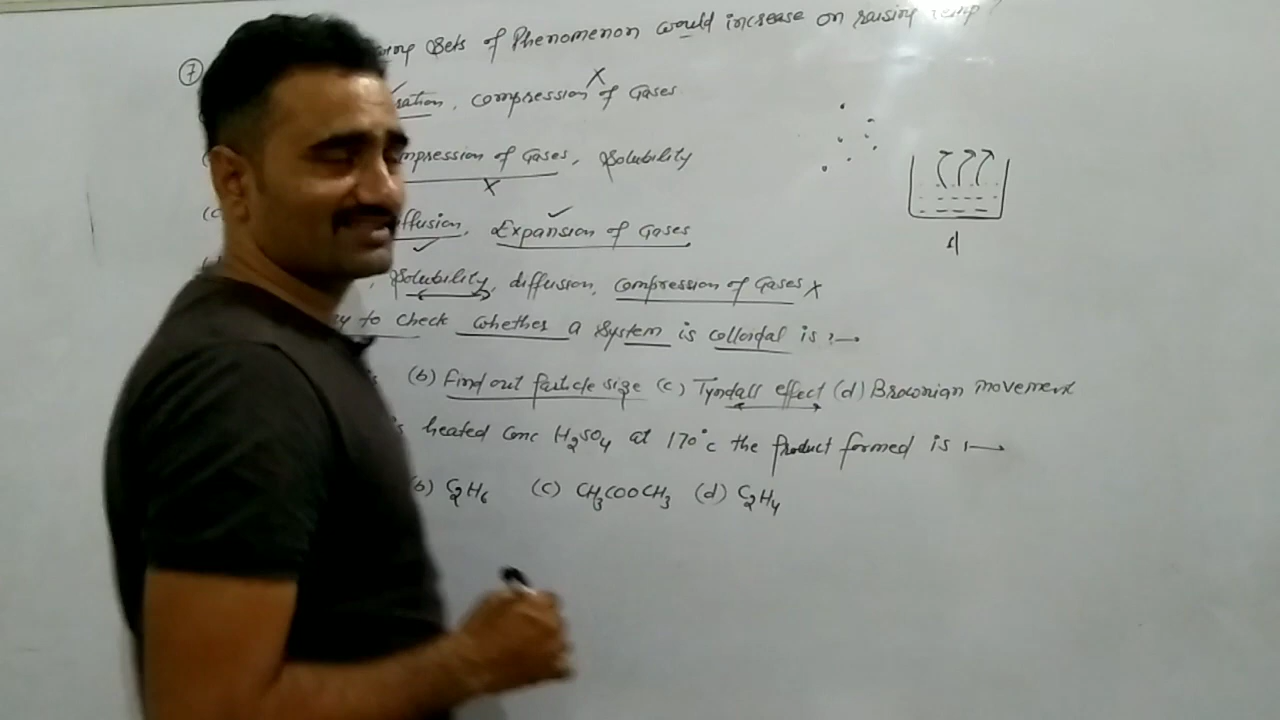 ⑦ Sets of Phenomenon would increase on raising temp?
sation, compression of Gases
mpression of Gases, Solubility
(c) ffusion, Expansion of Gases
, Solubility, diffusion, compression of Gases
to check whether a system is colloidal is :-
(b) Find out Particle size (c) Tyndall effect (d) Brownian movement
heated conc H₂SO₄ at 170°c the Product formed is :-
(b) C₂H₆ (c) CH₃COOCH₃ (d) C₂H₄